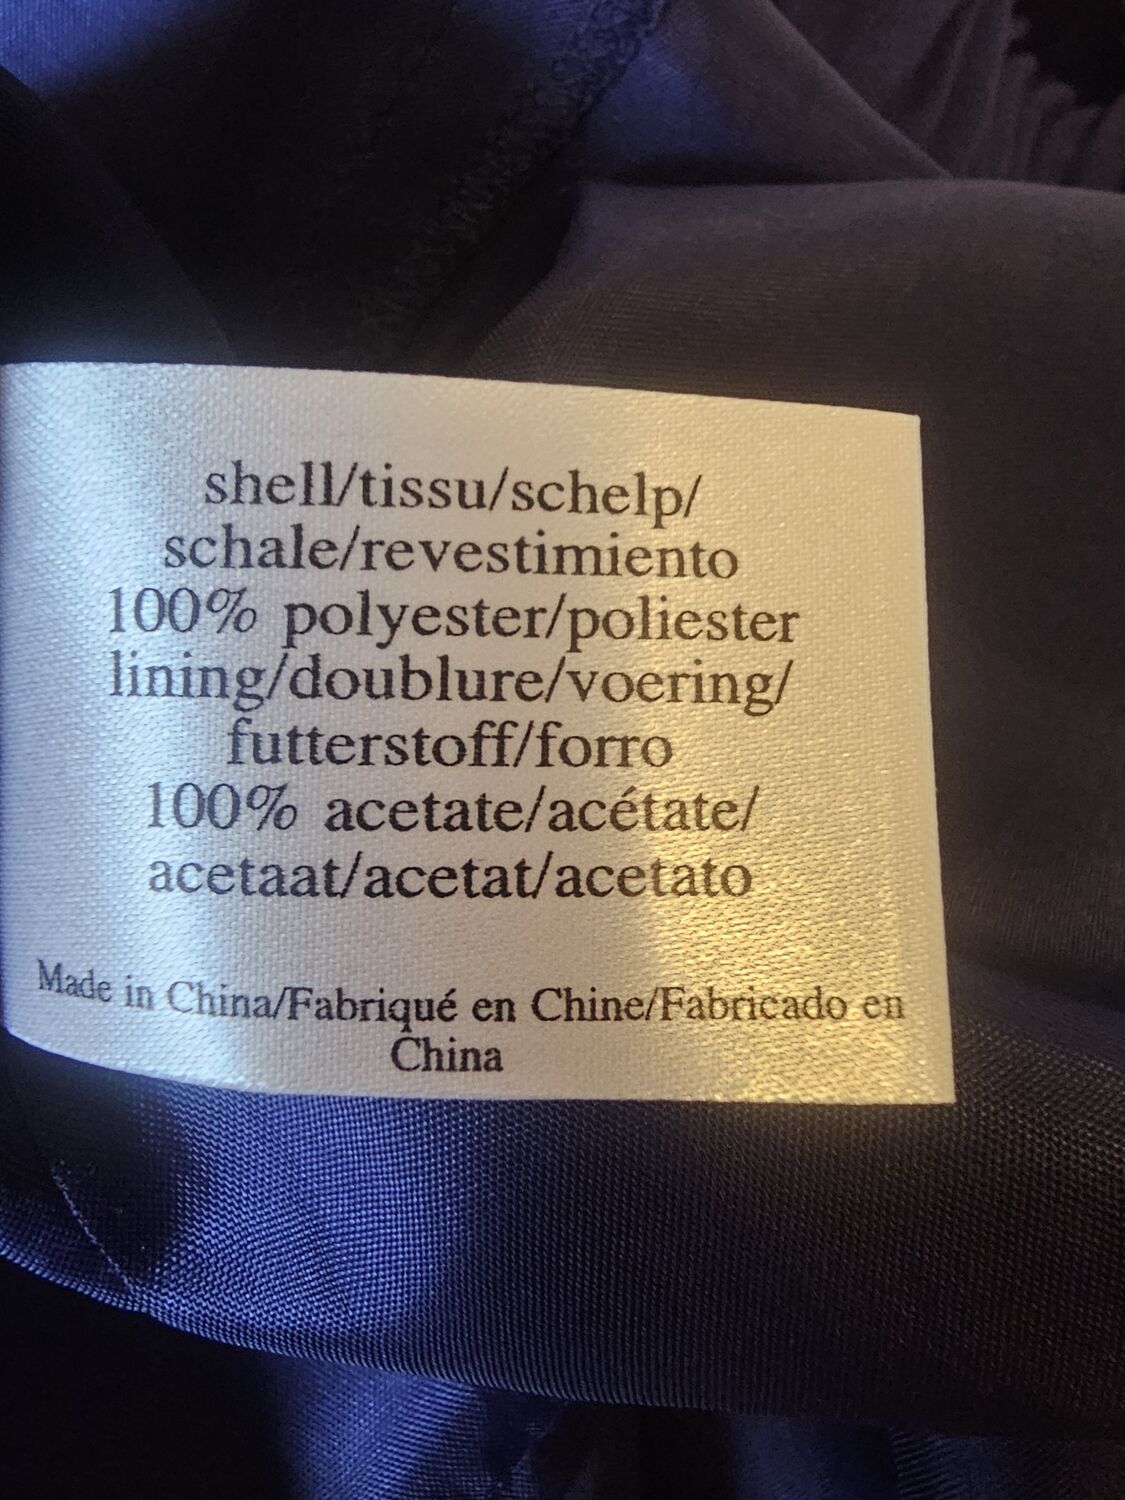 shell/tissu/schelp/
schale/revestimiento
100% polyester/poliester
lining/doublure/voering/
futterstoff/forro
100% acetate/acétate/
acetaat/acetat/acetato
Made in China/Fabriqué en Chine/Fabricado en
China